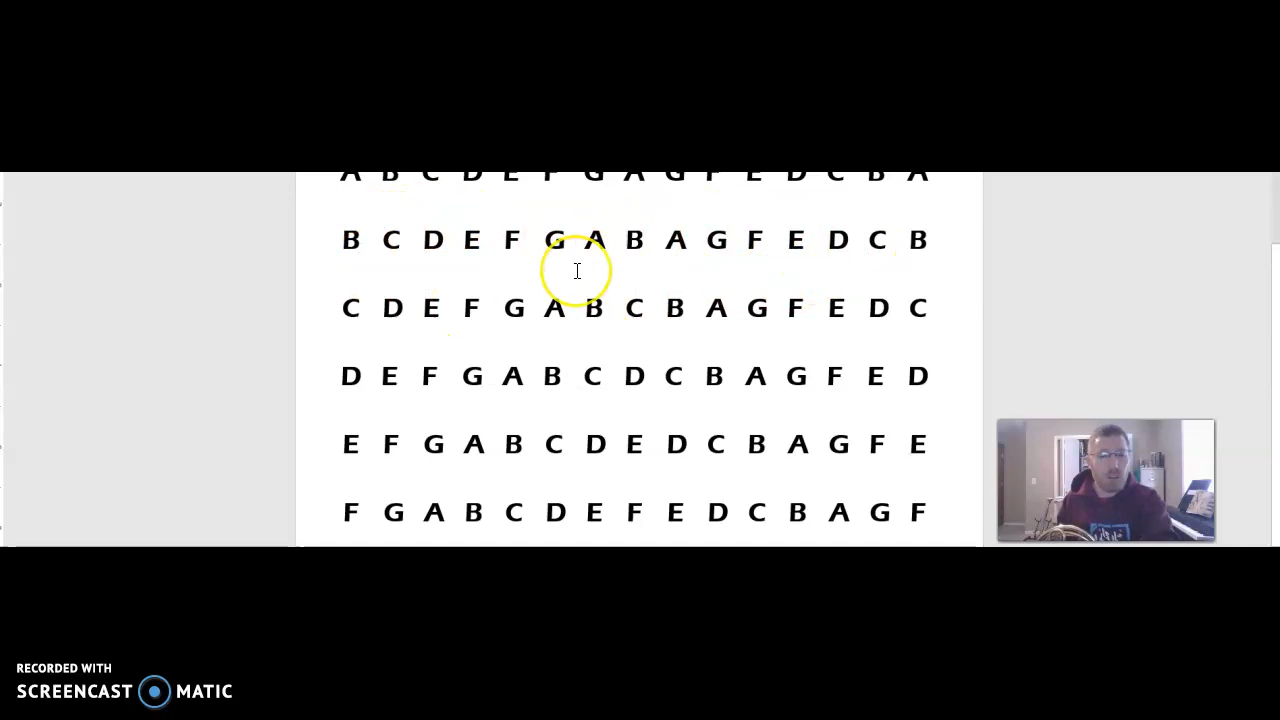 A B C D E F G A G F E D C B A
B C D E F G A B A G F E D C B
C D E F G A B C B A G F E D C
D E F G A B C D C B A G F E D
E F G A B C D E D C B A G F E
F G A B C D E F E D C B A G F
RECORDED WITH
SCREENCAST MATIC